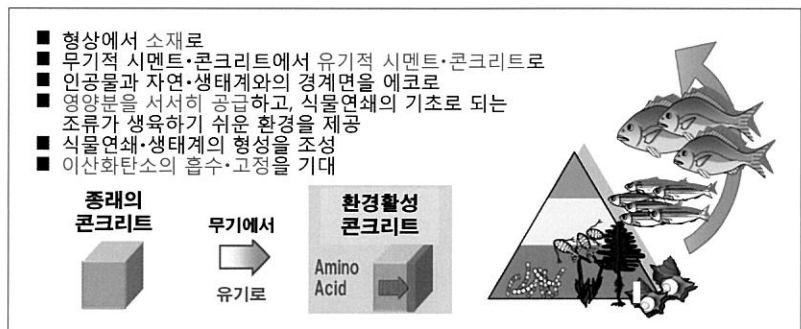 ■ 형상에서 소재로
■ 무기적 시멘트·콘크리트에서 유기적 시멘트·콘크리트로
■ 인공물과 자연·생태계와의 경계면을 에코로
■ 영양분을 서서히 공급하고, 식물연쇄의 기초로 되는
조류가 생육하기 쉬운 환경을 제공
■ 식물연쇄·생태계의 형성을 조성
■ 이산화탄소의 흡수·고정을 기대
종래의
콘크리트
무기에서
유기로
환경활성
콘크리트
Amino
Acid